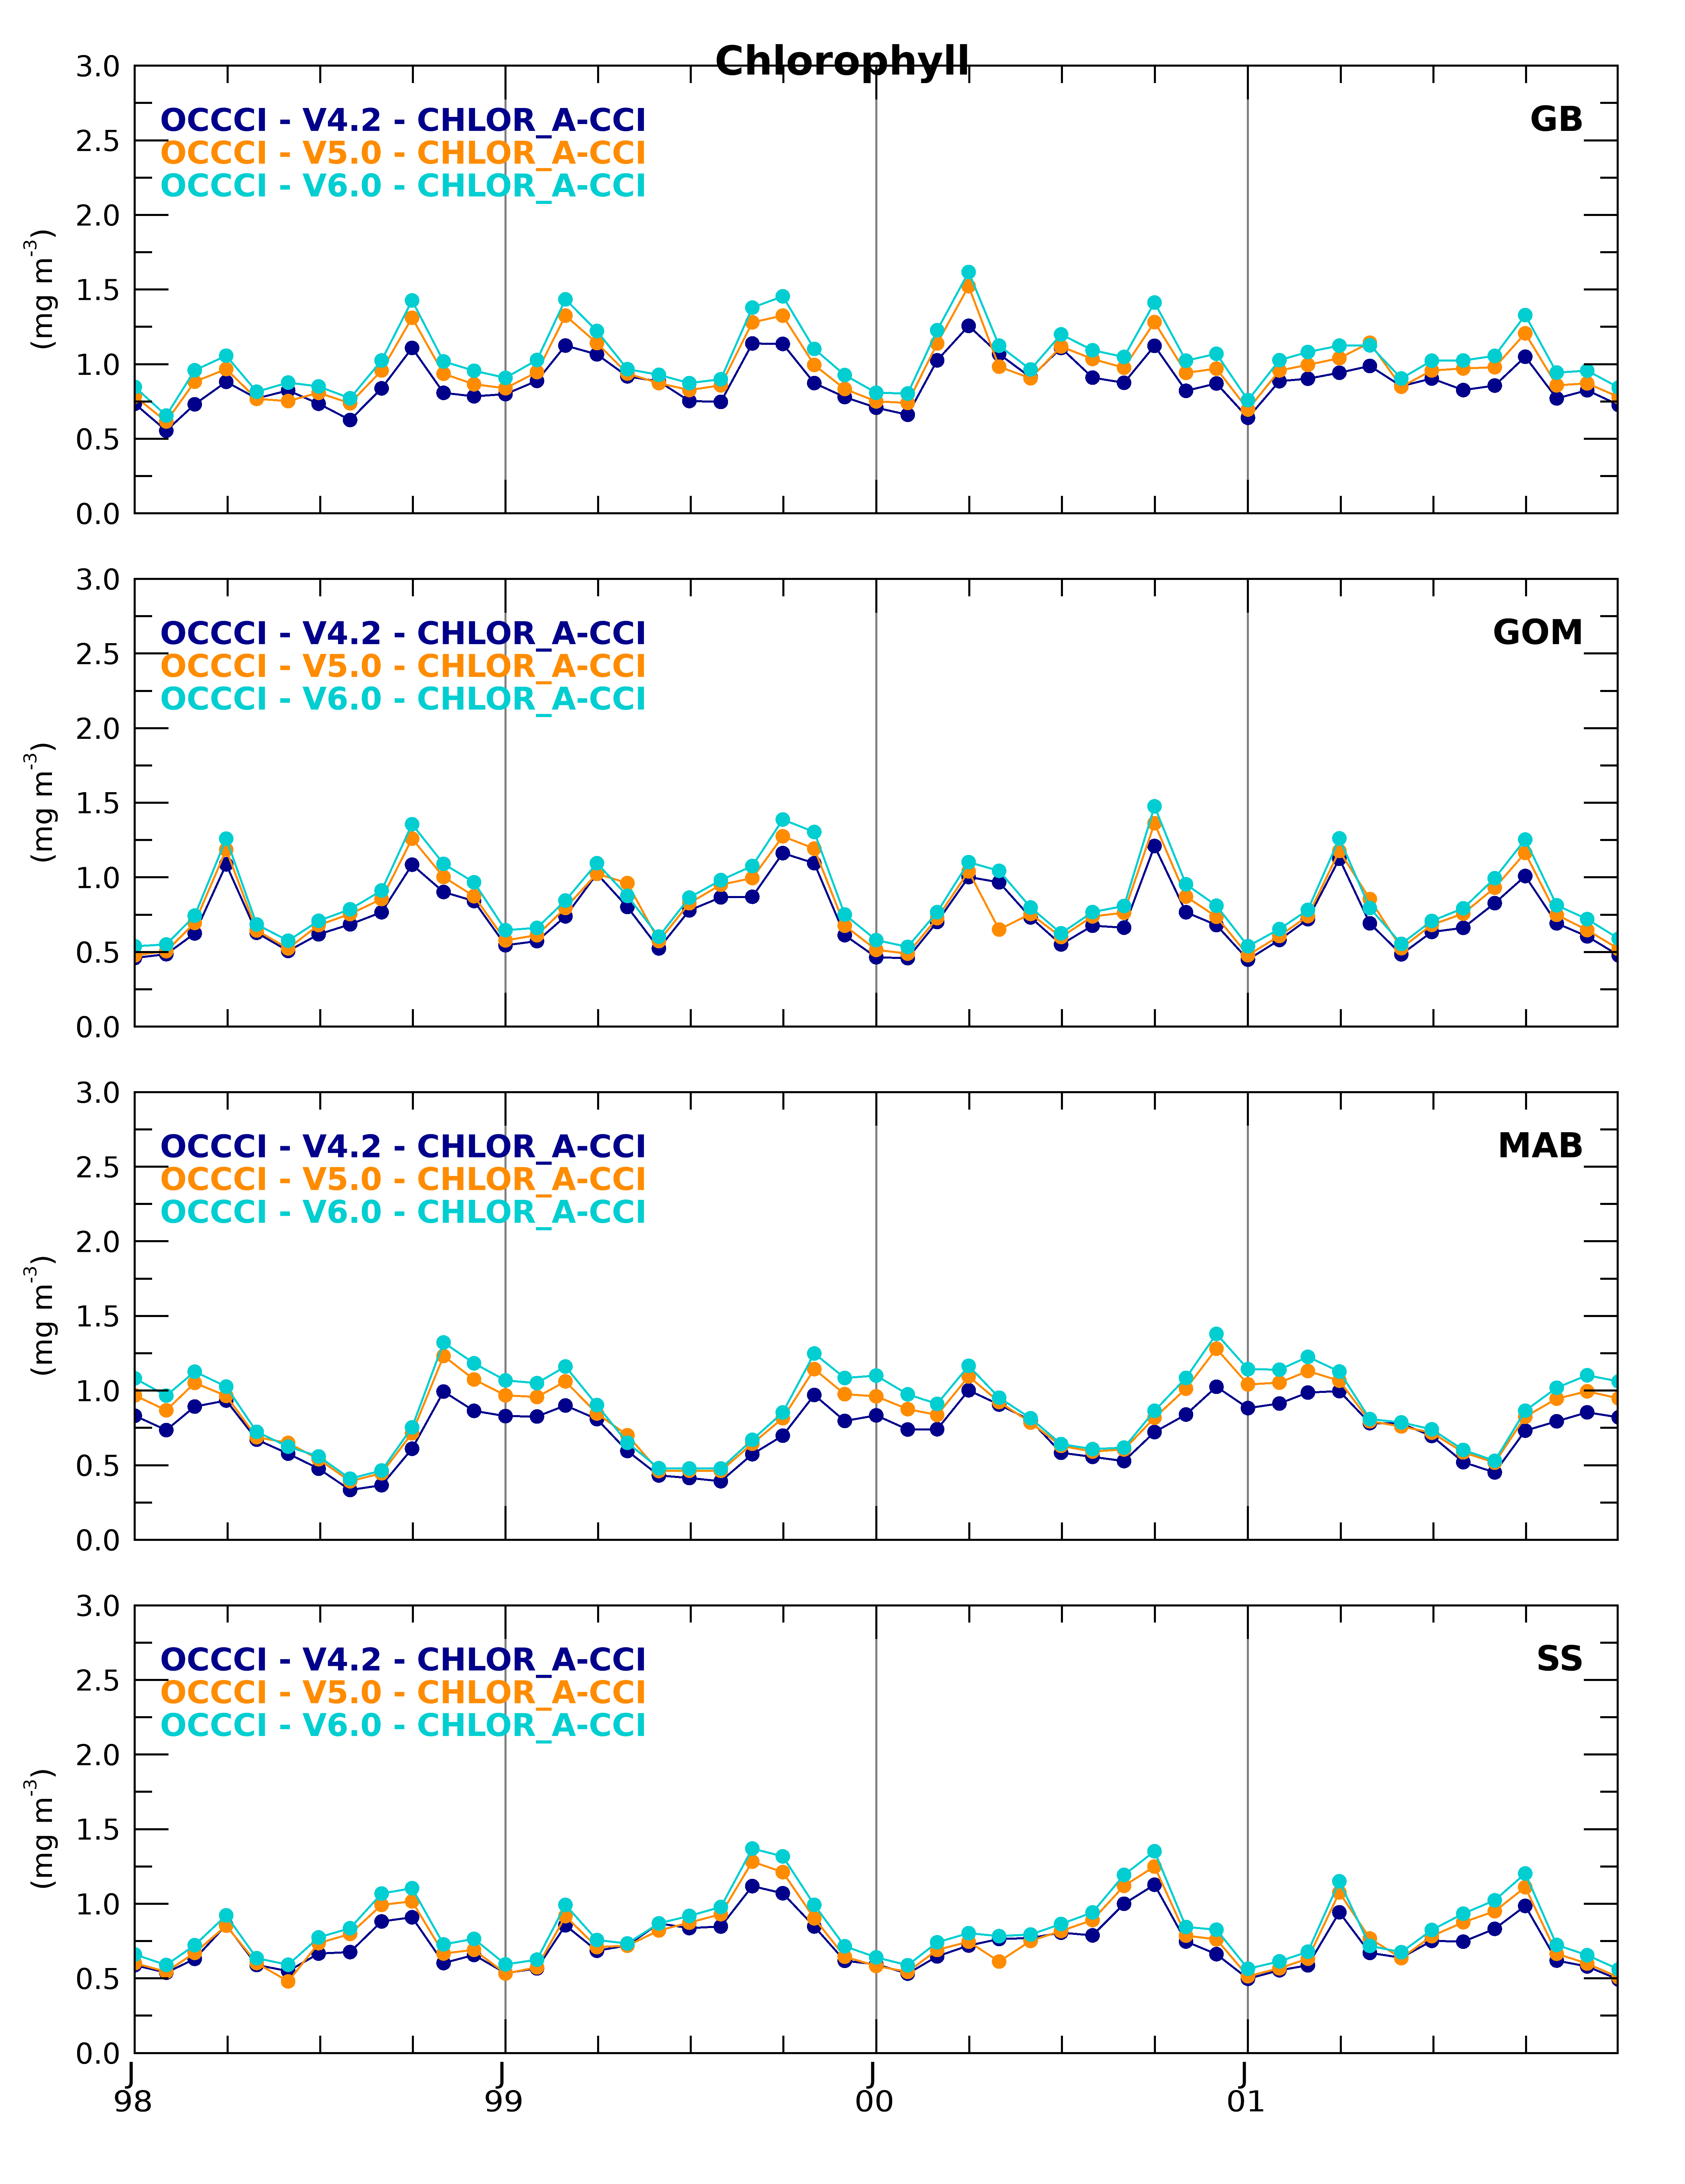 Chlorophyll
3.0
OCCCI - V4.2 - CHLOR_A-CCI
GB
2.5
OCCCI - V5.0 - CHLOR_A-CCI
OCCCI - V6.0 - CHLOR_A-CCI
2.0
(mg m-3)
1.5
1.0
0.5
0.0
3.0
OCCCI - V4.2 - CHLOR_A-CCI
GOM
2.5
OCCCI - V5.0 - CHLOR_A-CCI
OCCCI - V6.0 - CHLOR_A-CCI
2.0
(mg m-3)
1.5
1.0
0.5
0.0
3.0
OCCCI - V4.2 - CHLOR_A-CCI
MAB
2.5
OCCCI - V5.0 - CHLOR_A-CCI
OCCCI - V6.0 - CHLOR_A-CCI
2.0
(mg m-3)
1.5
1.0
0.5
0.0
3.0
OCCCI - V4.2 - CHLOR_A-CCI
SS
2.5
OCCCI - V5.0 - CHLOR_A-CCI
OCCCI - V6.0 - CHLOR_A-CCI
2.0
(mg m-3)
1.5
1.0
0.5
0.0
J J J J
98 99 00 01